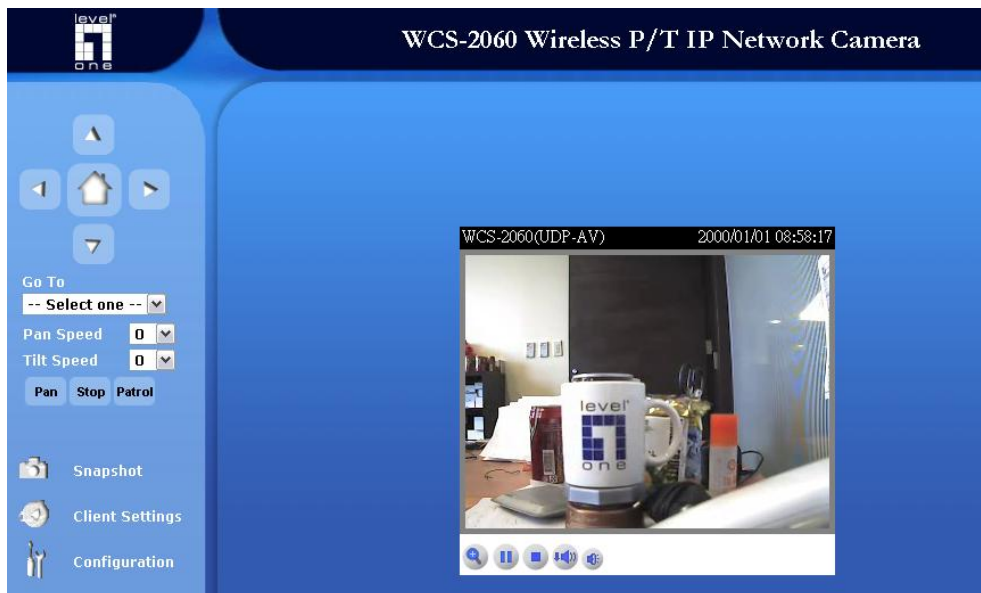 level
one
WCS-2060 Wireless P/T IP Network Camera
Go To
-- Select one --
Pan Speed 0
Tilt Speed 0
Pan Stop Patrol
Snapshot
Client Settings
Configuration
WCS-2060(UDP-AV) 2000/01/01 08:58:17
level
one